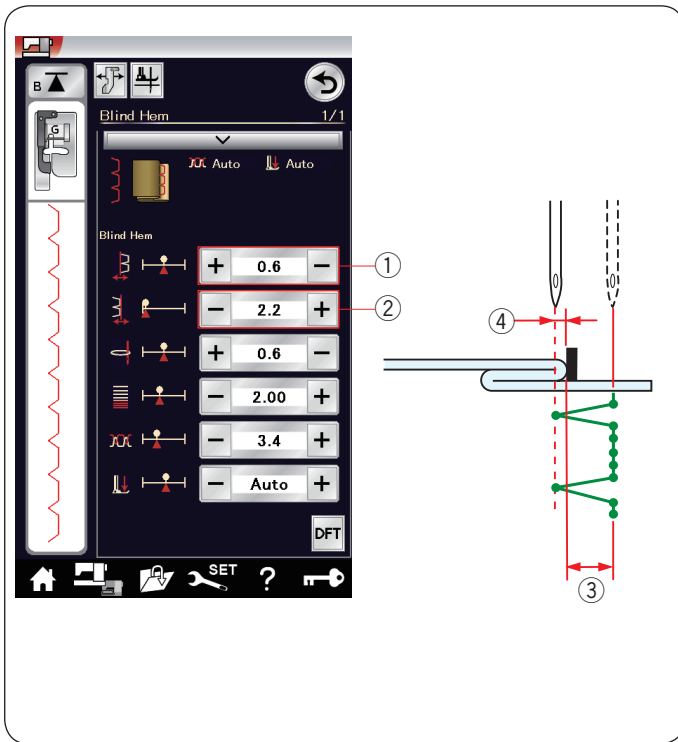 B
G
Blind Hem 1/1
Auto Auto
Blind Hem
+ 0.6 − ①
− 2.2 + ②
+ 0.6 −
− 2.00 +
− 3.4 +
− Auto +
DFT
SET ?
④
③